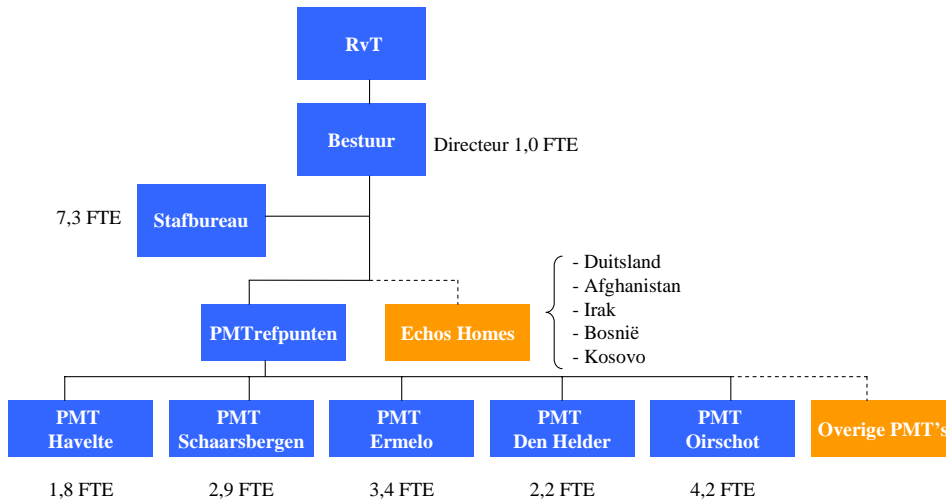 RvT
Bestuur
Directeur 1,0 FTE
7,3 FTE
Stafbureau
- Duitsland
- Afghanistan
- Irak
- Bosnië
- Kosovo
PMTrefpunten
Echos Homes
PMT
Havelte
PMT
Schaarsbergen
PMT
Ermelo
PMT
Den Helder
PMT
Oirschot
Overige PMT's
1,8 FTE
2,9 FTE
3,4 FTE
2,2 FTE
4,2 FTE